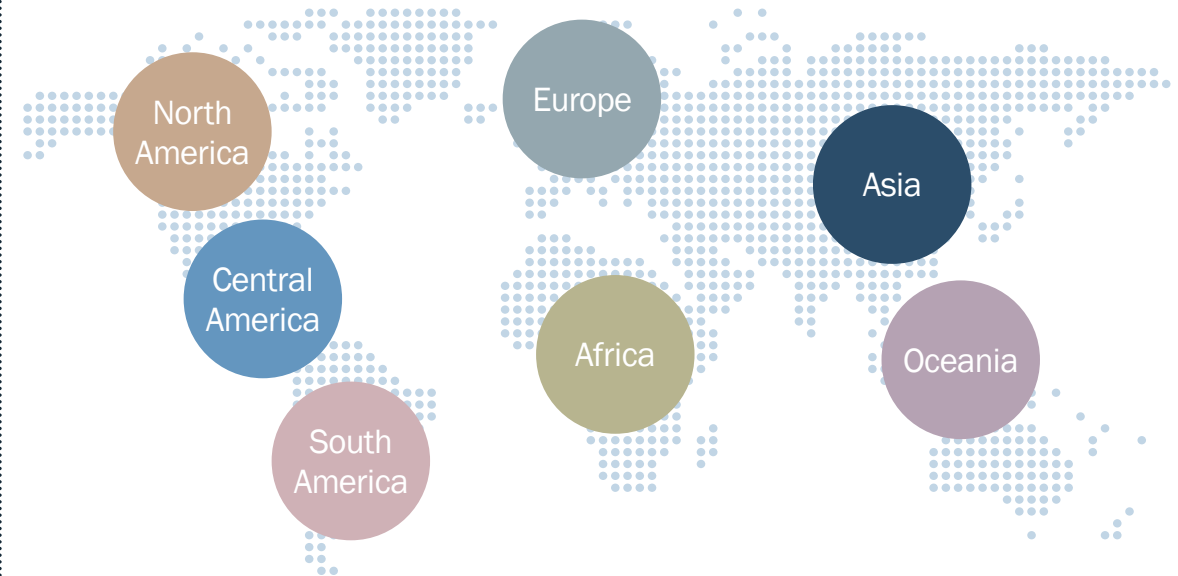 North
America
Europe
Asia
Central
America
Africa
Oceania
South
America